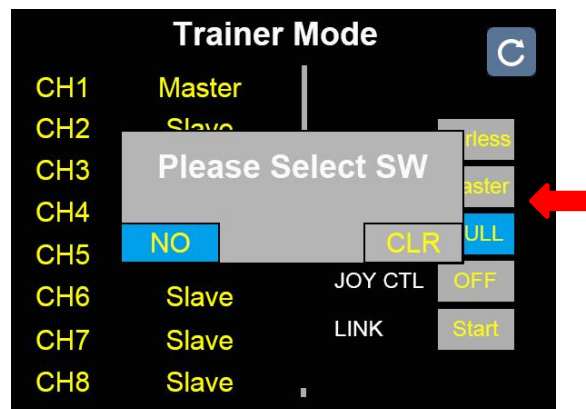 Trainer Mode
CH1 Master
CH2
CH3
Please Select SW
CH4
CH5
NO CLR
CH6 Slave
JOY CTL OFF
CH7 Slave
LINK Start
CH8 Slave